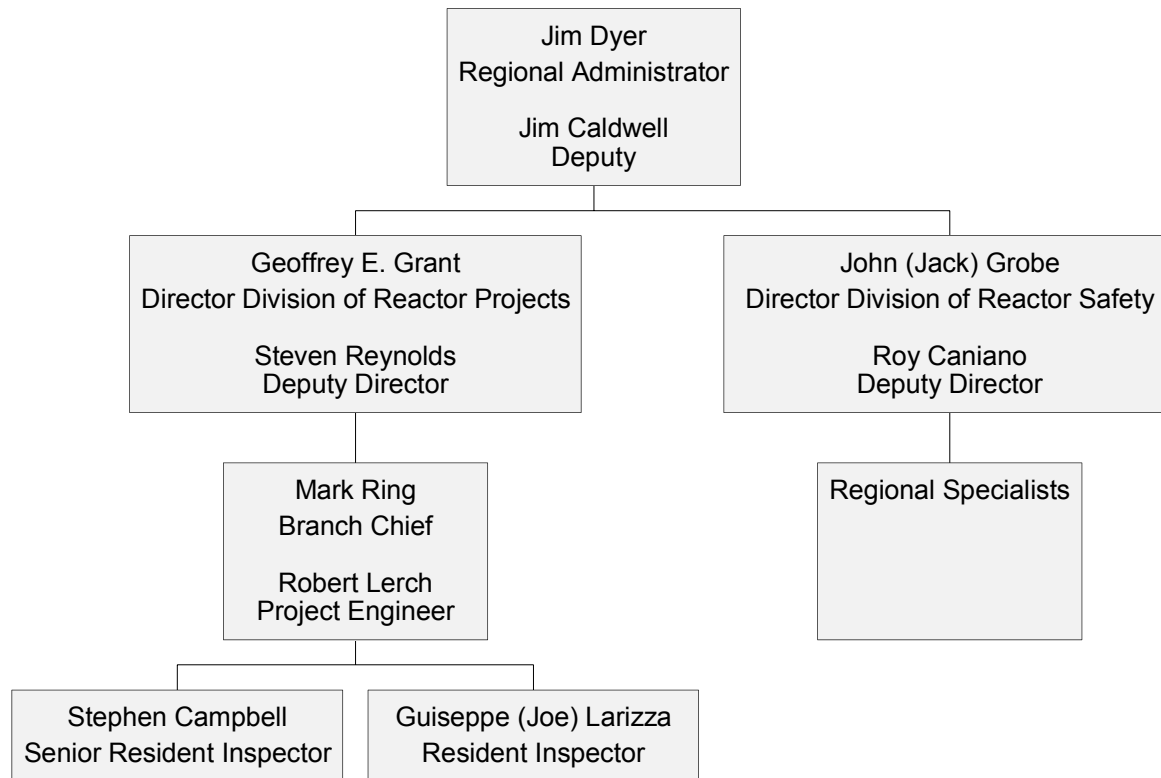 Jim Dyer
Regional Administrator
Jim Caldwell
Deputy
Geoffrey E. Grant
Director Division of Reactor Projects
Steven Reynolds
Deputy Director
John (Jack) Grobe
Director Division of Reactor Safety
Roy Caniano
Deputy Director
Mark Ring
Branch Chief
Robert Lerch
Project Engineer
Regional Specialists
Stephen Campbell
Senior Resident Inspector
Guiseppe (Joe) Larizza
Resident Inspector